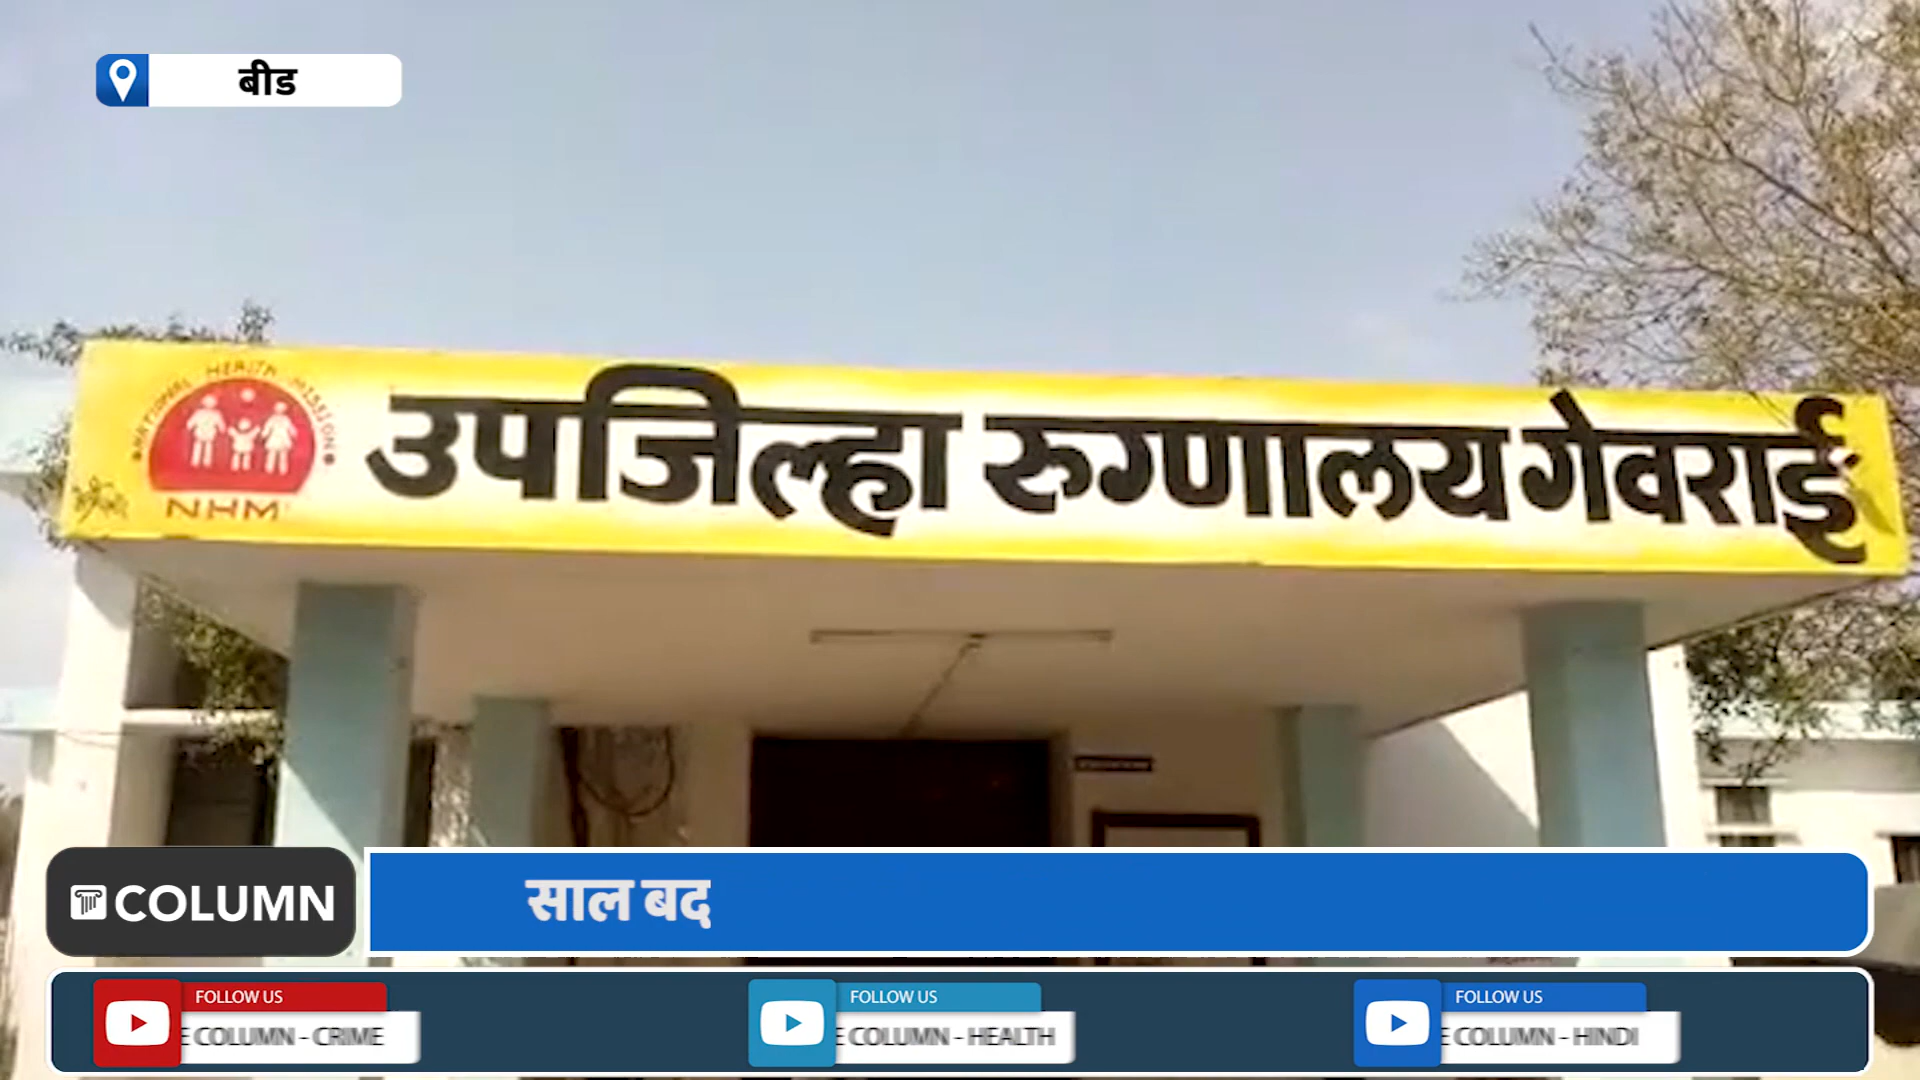 बीड
NATIONAL HEALTH MISSION
NHM
उपजिल्हा रुग्णालय गेवराई
COLUMN
साल बद
FOLLOW US
E COLUMN - CRIME
FOLLOW US
E COLUMN - HEALTH
FOLLOW US
E COLUMN - HINDI